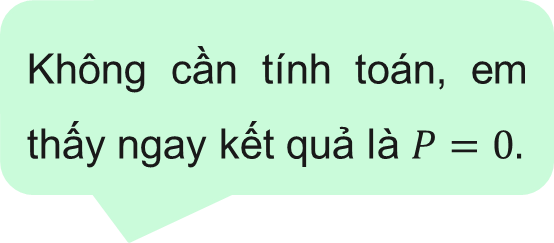 Không cần tính toán, em
thấy ngay kết quả là P = 0.